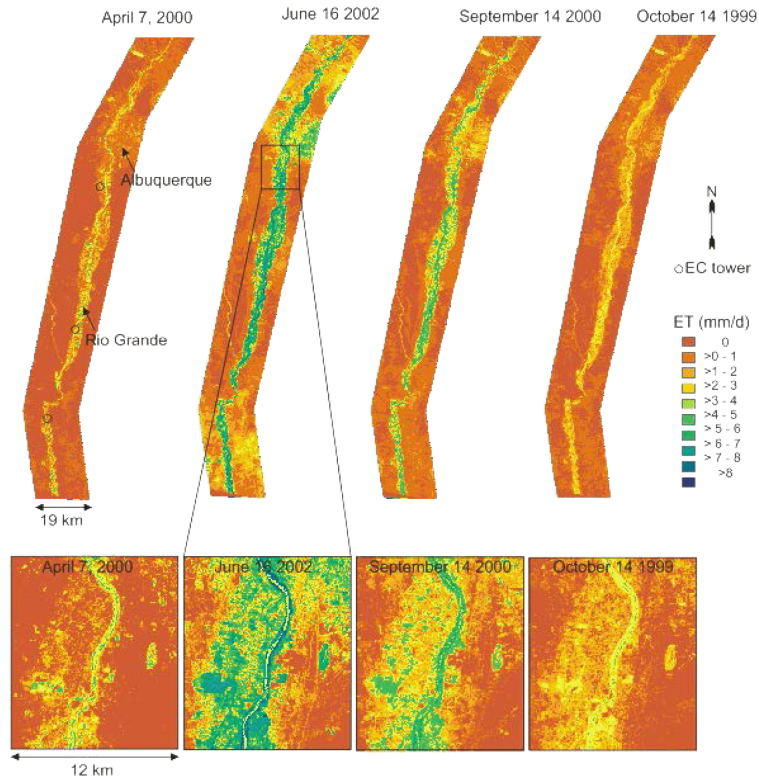 April 7, 2000
June 16 2002
September 14 2000
October 14 1999
Albuquerque
N
EC tower
Rio Grande
ET (mm/d)
0
>0 - 1
>1 - 2
>2 - 3
>3 - 4
>4 - 5
> 5 - 6
> 6 - 7
> 7 - 8
>8
19 km
April 7, 2000
June 16 2002
September 14 2000
October 14 1999
12 km